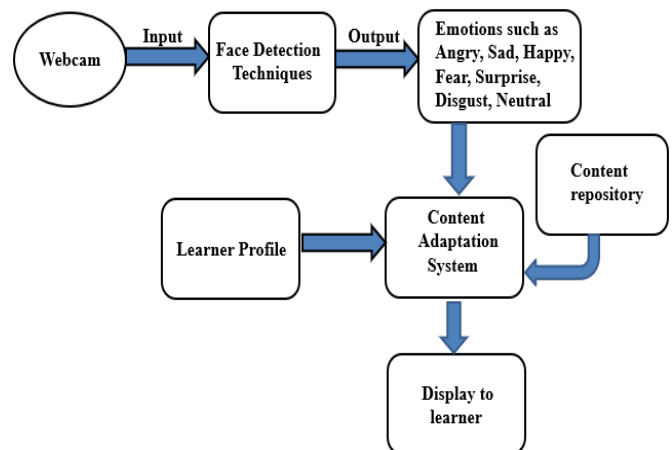 Webcam
Input
Face Detection
Techniques
Output
Emotions such as
Angry, Sad, Happy,
Fear, Surprise,
Disgust, Neutral
Content
repository
Learner Profile
Content
Adaptation
System
Display to
learner